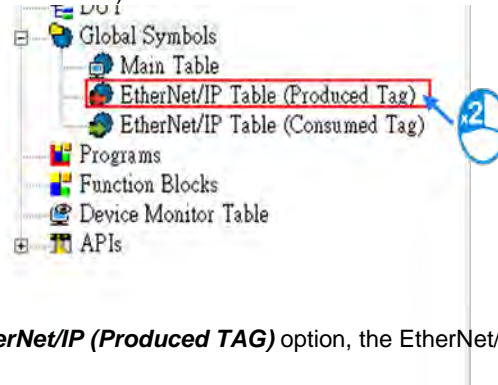 DUT
Global Symbols
Main Table
EtherNet/IP Table (Produced Tag)
x2
EtherNet/IP Table (Consumed Tag)
Programs
Function Blocks
Device Monitor Table
APIs
erNet/IP (Produced TAG) option, the EtherNet/